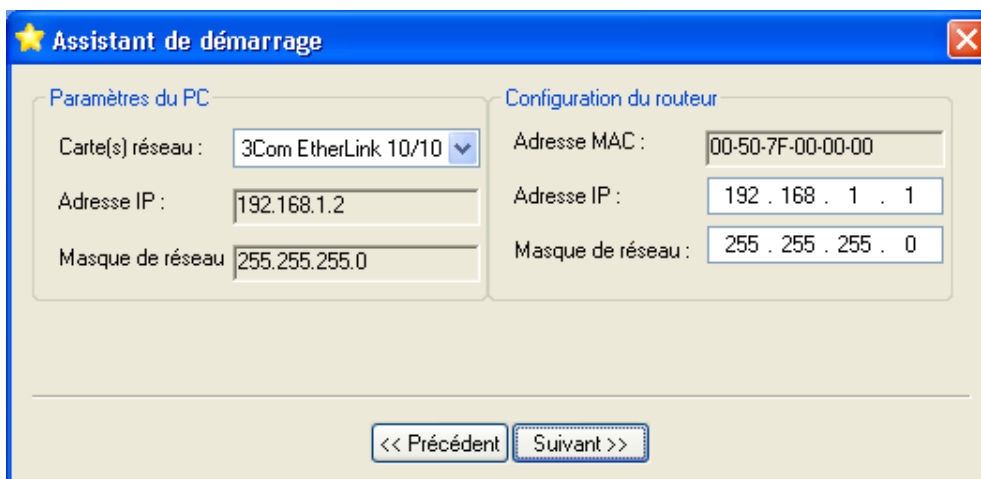 Assistant de démarrage
Paramètres du PC
Carte(s) réseau :
3Com EtherLink 10/10
Adresse IP :
192.168.1.2
Masque de réseau
255.255.255.0
Configuration du routeur
Adresse MAC :
00-50-7F-00-00-00
Adresse IP :
192 . 168 . 1 . 1
Masque de réseau :
255 . 255 . 255 . 0
<< Précédent
Suivant >>